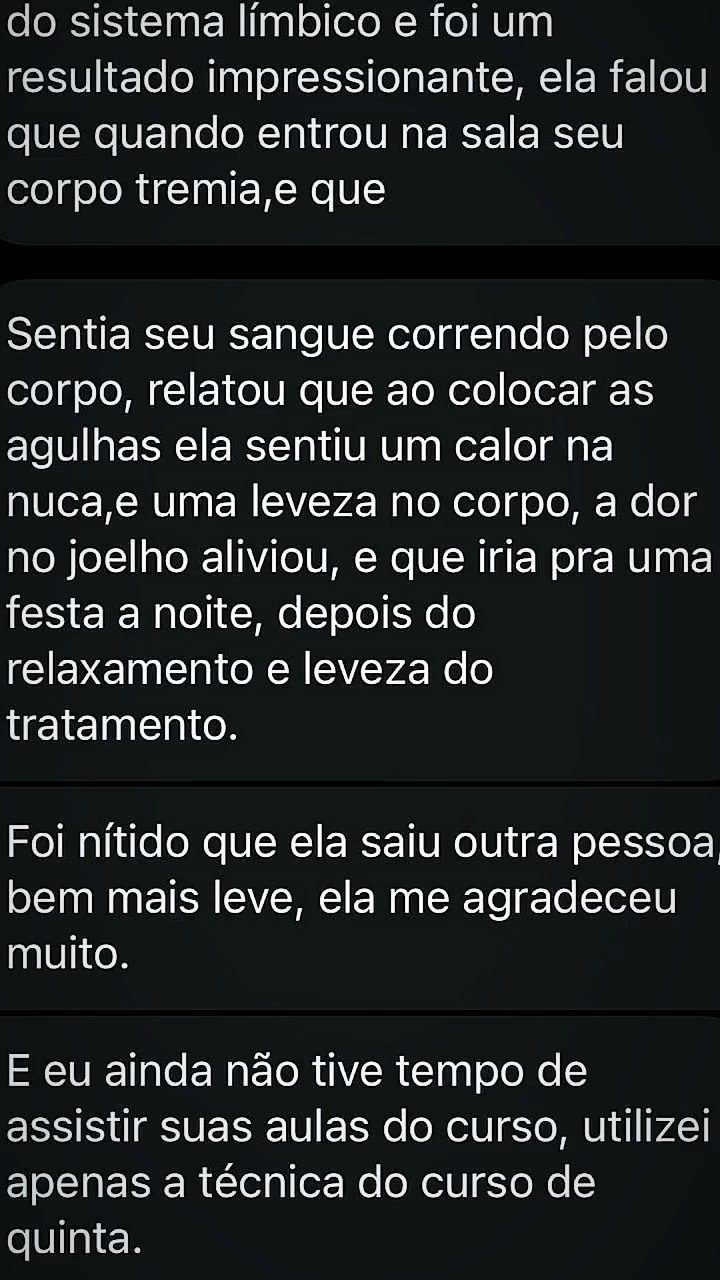 do sistema límbico e foi um
resultado impressionante, ela falou
que quando entrou na sala seu
corpo tremia,e que
Sentia seu sangue correndo pelo
corpo, relatou que ao colocar as
agulhas ela sentiu um calor na
nuca,e uma leveza no corpo, a dor
no joelho aliviou, e que iria pra uma
festa a noite, depois do
relaxamento e leveza do
tratamento.
Foi nítido que ela saiu outra pessoa,
bem mais leve, ela me agradeceu
muito.
E eu ainda não tive tempo de
assistir suas aulas do curso, utilizei
apenas a técnica do curso de
quinta.